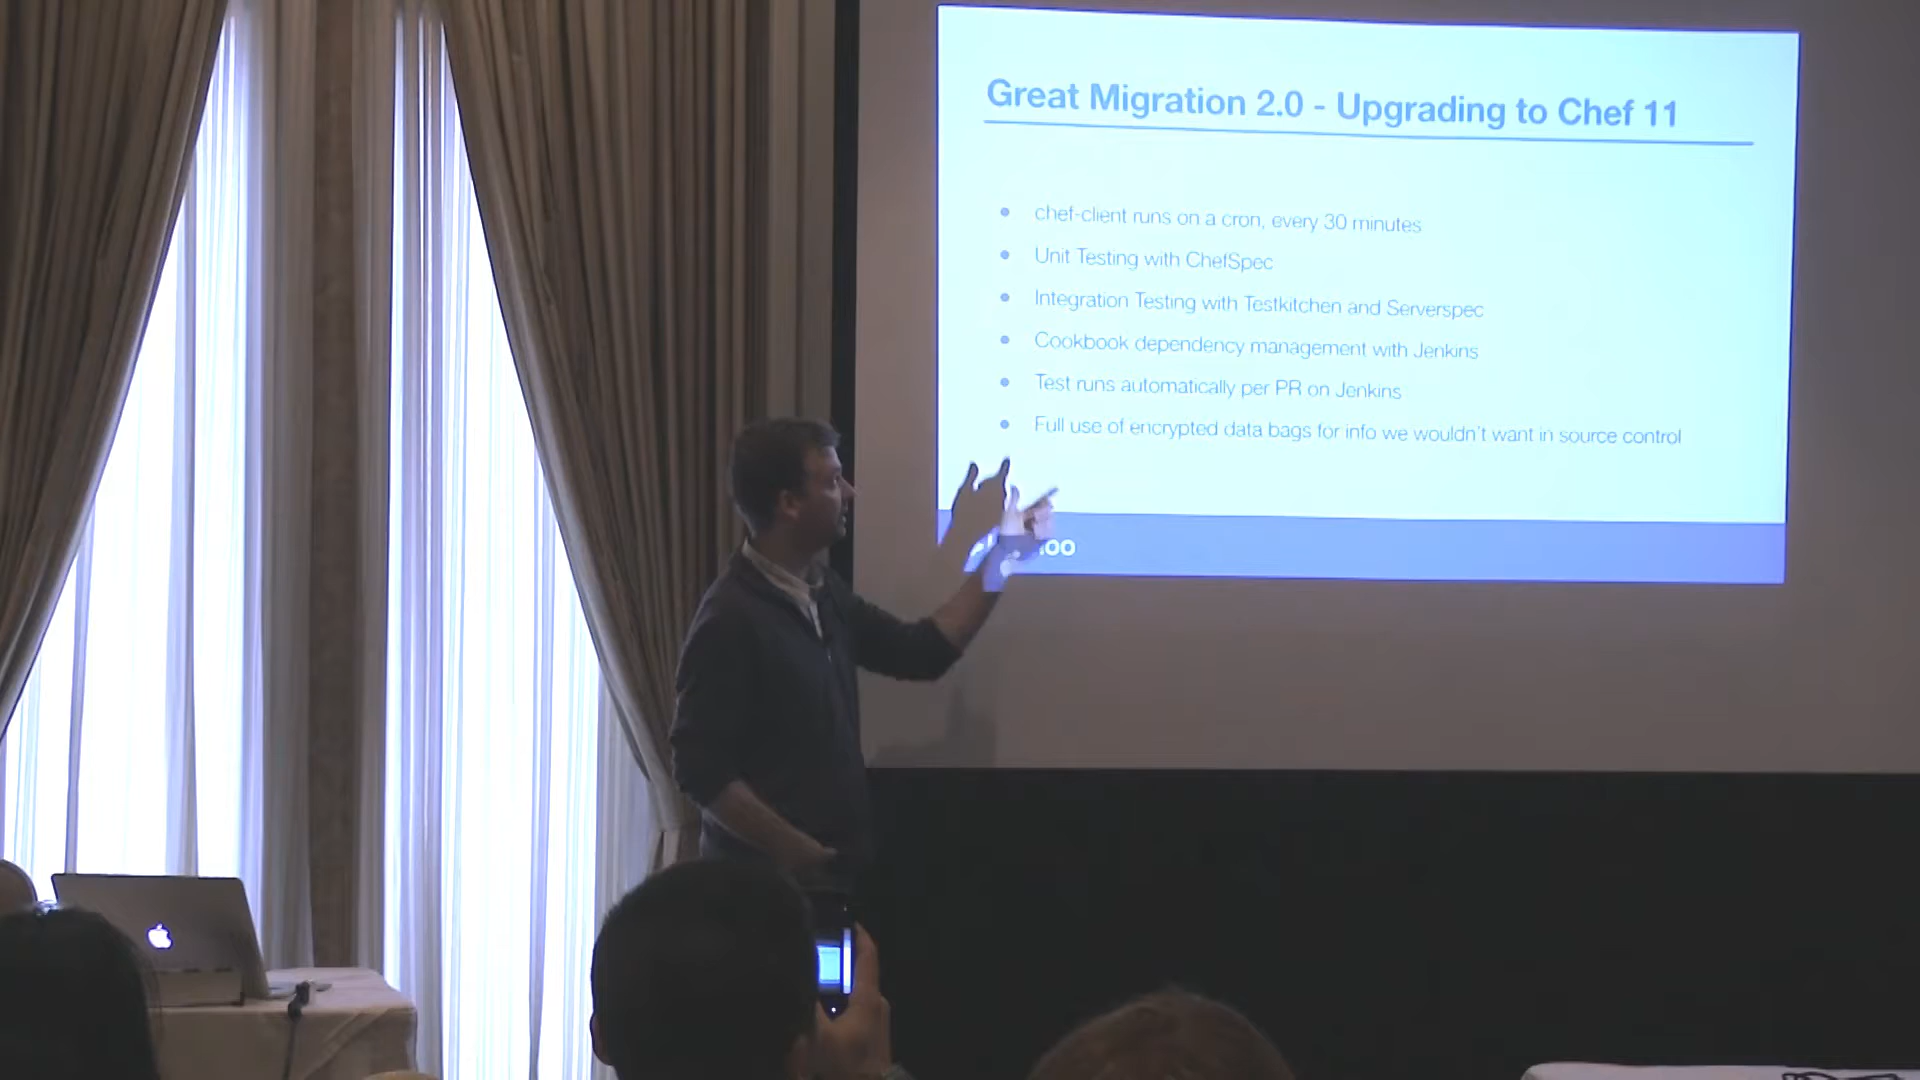 Great Migration 2.0 - Upgrading to Chef 11
chef-client runs on a cron, every 30 minutes
Unit Testing with ChefSpec
Integration Testing with Testkitchen and Serverspec
Cookbook dependency management with Jenkins
Test runs automatically per PR on Jenkins
Full use of encrypted data bags for info we wouldn't want in source control